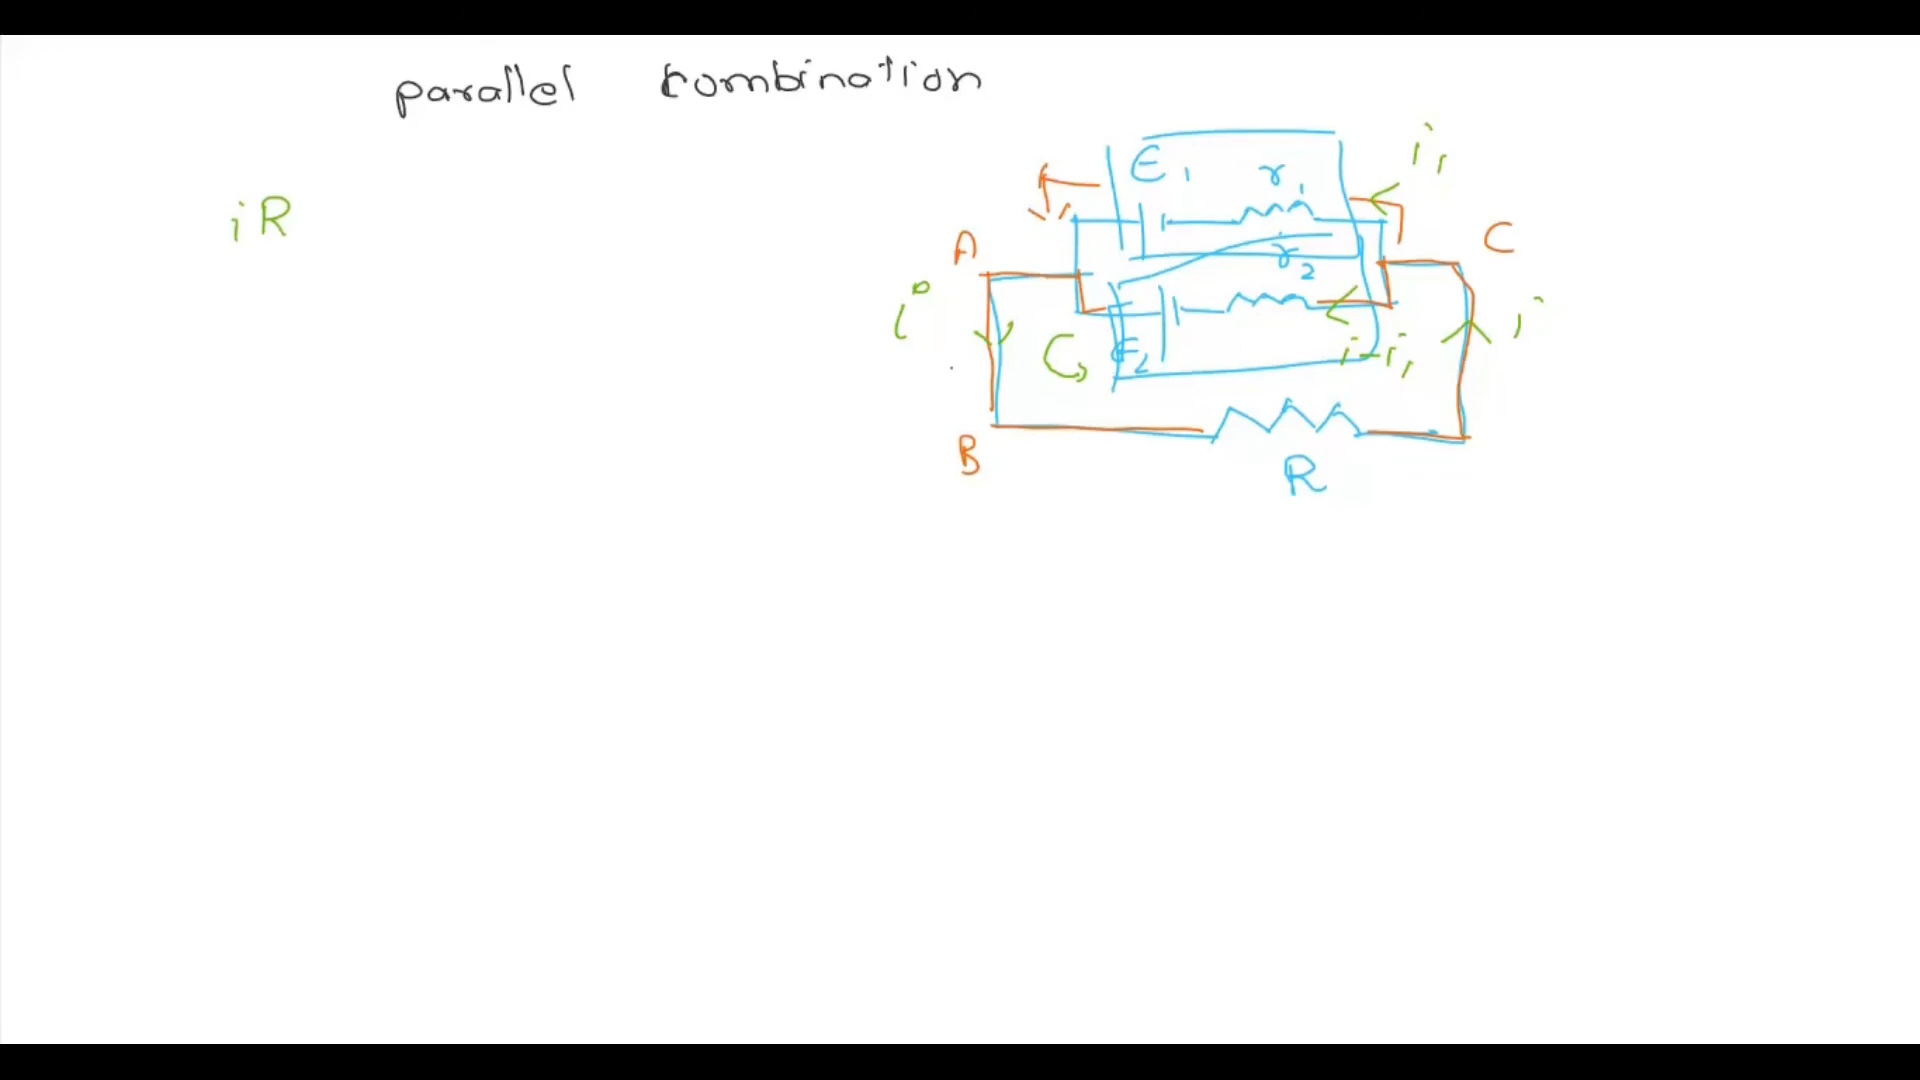 parallel combination
E1 r1 i1
iR
A r2 C
i i
C, E2 i-i1
B R